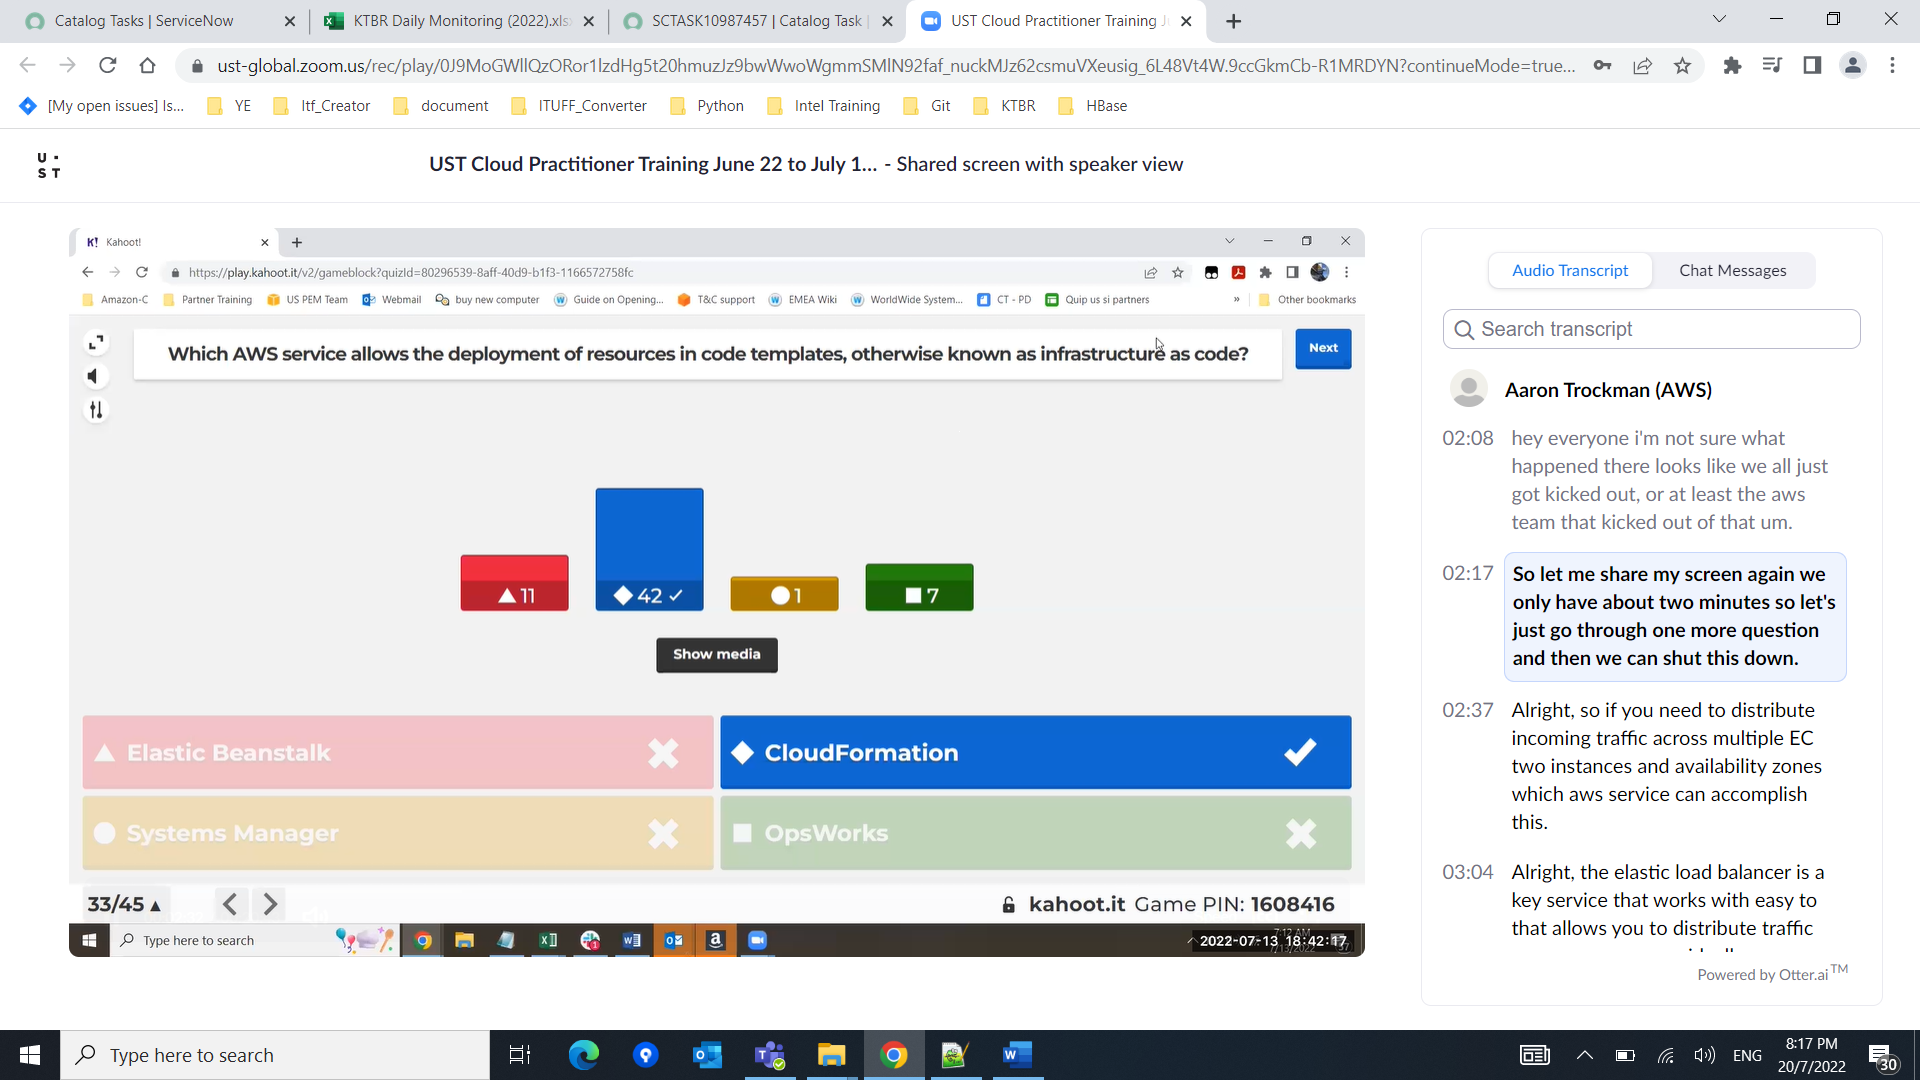 Catalog Tasks | ServiceNow
KTBR Daily Monitoring (2022).xls
SCTASK10987457 | Catalog Task |
UST Cloud Practitioner Training J
ust-global.zoom.us/rec/play/0J9MoGWllQzORor1lzdHg5t20hmuzJz9bwWwoWgmmSMlN92faf_nuckMJz62csmuVXeusig_6L48Vt4W.9ccGkmCb-R1MRDYN?continueMode=true...
[My open issues] Is...
YE
Itf_Creator
document
ITUFF_Converter
Python
Intel Training
Git
KTBR
HBase
U
S T
UST Cloud Practitioner Training June 22 to July 1... - Shared screen with speaker view
K! Kahoot!
https://play.kahoot.it/v2/gameblock?quizId=80296539-8aff-40d9-b1f3-1166572758fc
Amazon-C
Partner Training
US PEM Team
Webmail
buy new computer
Guide on Opening...
T&C support
EMEA Wiki
WorldWide System...
CT - PD
Quip us si partners
»
Other bookmarks
Which AWS service allows the deployment of resources in code templates, otherwise known as infrastructure as code?
Next
11
42
1
7
Show media
Elastic Beanstalk
CloudFormation
Systems Manager
OpsWorks
33/45
kahoot.it Game PIN: 1608416
Type here to search
2022-07-13 18:42:17
Audio Transcript
Chat Messages
Search transcript
Aaron Trockman (AWS)
02:08
hey everyone i'm not sure what
happened there looks like we all just
got kicked out, or at least the aws
team that kicked out of that um.
02:17
So let me share my screen again we
only have about two minutes so let's
just go through one more question
and then we can shut this down.
02:37
Alright, so if you need to distribute
incoming traffic across multiple EC
two instances and availability zones
which aws service can accomplish
this.
03:04
Alright, the elastic load balancer is a
key service that works with easy to
that allows you to distribute traffic
Powered by Otter.ai TM
Type here to search
ENG
8:17 PM
20/7/2022
30